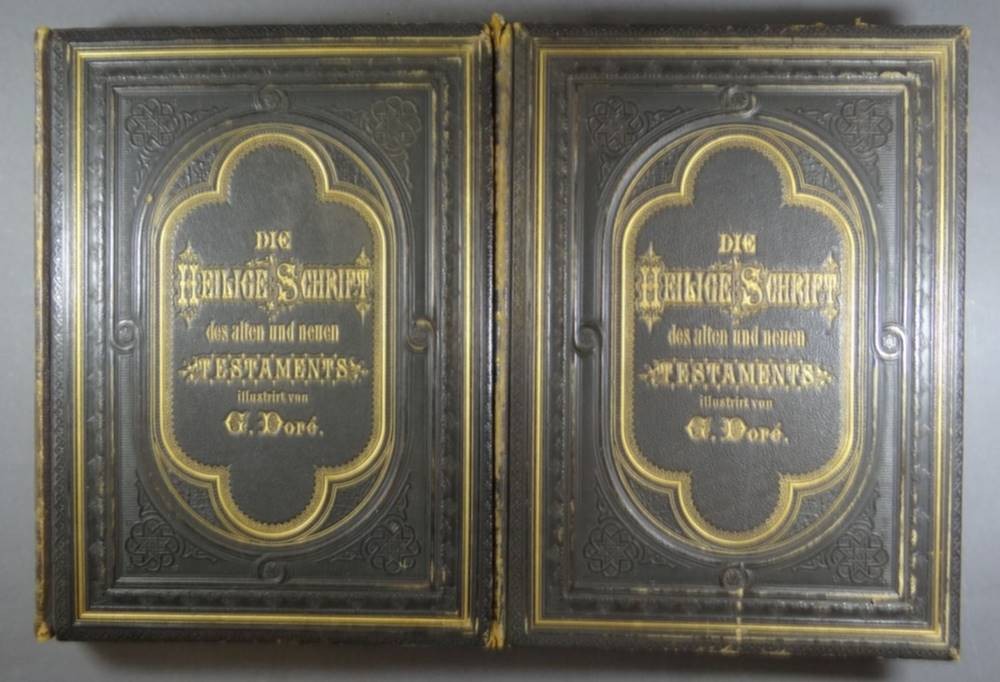 DIE
HEILIGE SCHRIFT
des alten und neuen
TESTAMENTS
illustrirt von
G. Doré.
DIE
HEILIGE SCHRIFT
des alten und neuen
TESTAMENTS
illustrirt von
G. Doré.